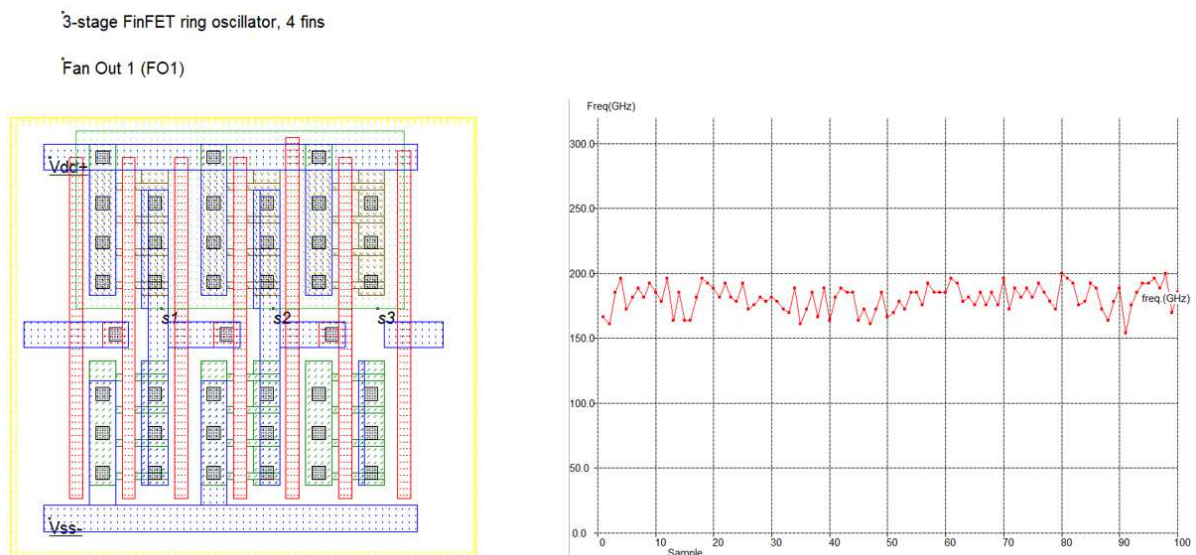 3-stage FinFET ring oscillator, 4 fins
Fan Out 1 (FO1)
Vdd+
s1
s2
s3
Vss-
Freq(GHz)
300.0
250.0
200.0
150.0
100.0
50.0
0.0
freq.(GHz)
0 10 20 30 40 50 60 70 80 90 100
Sample